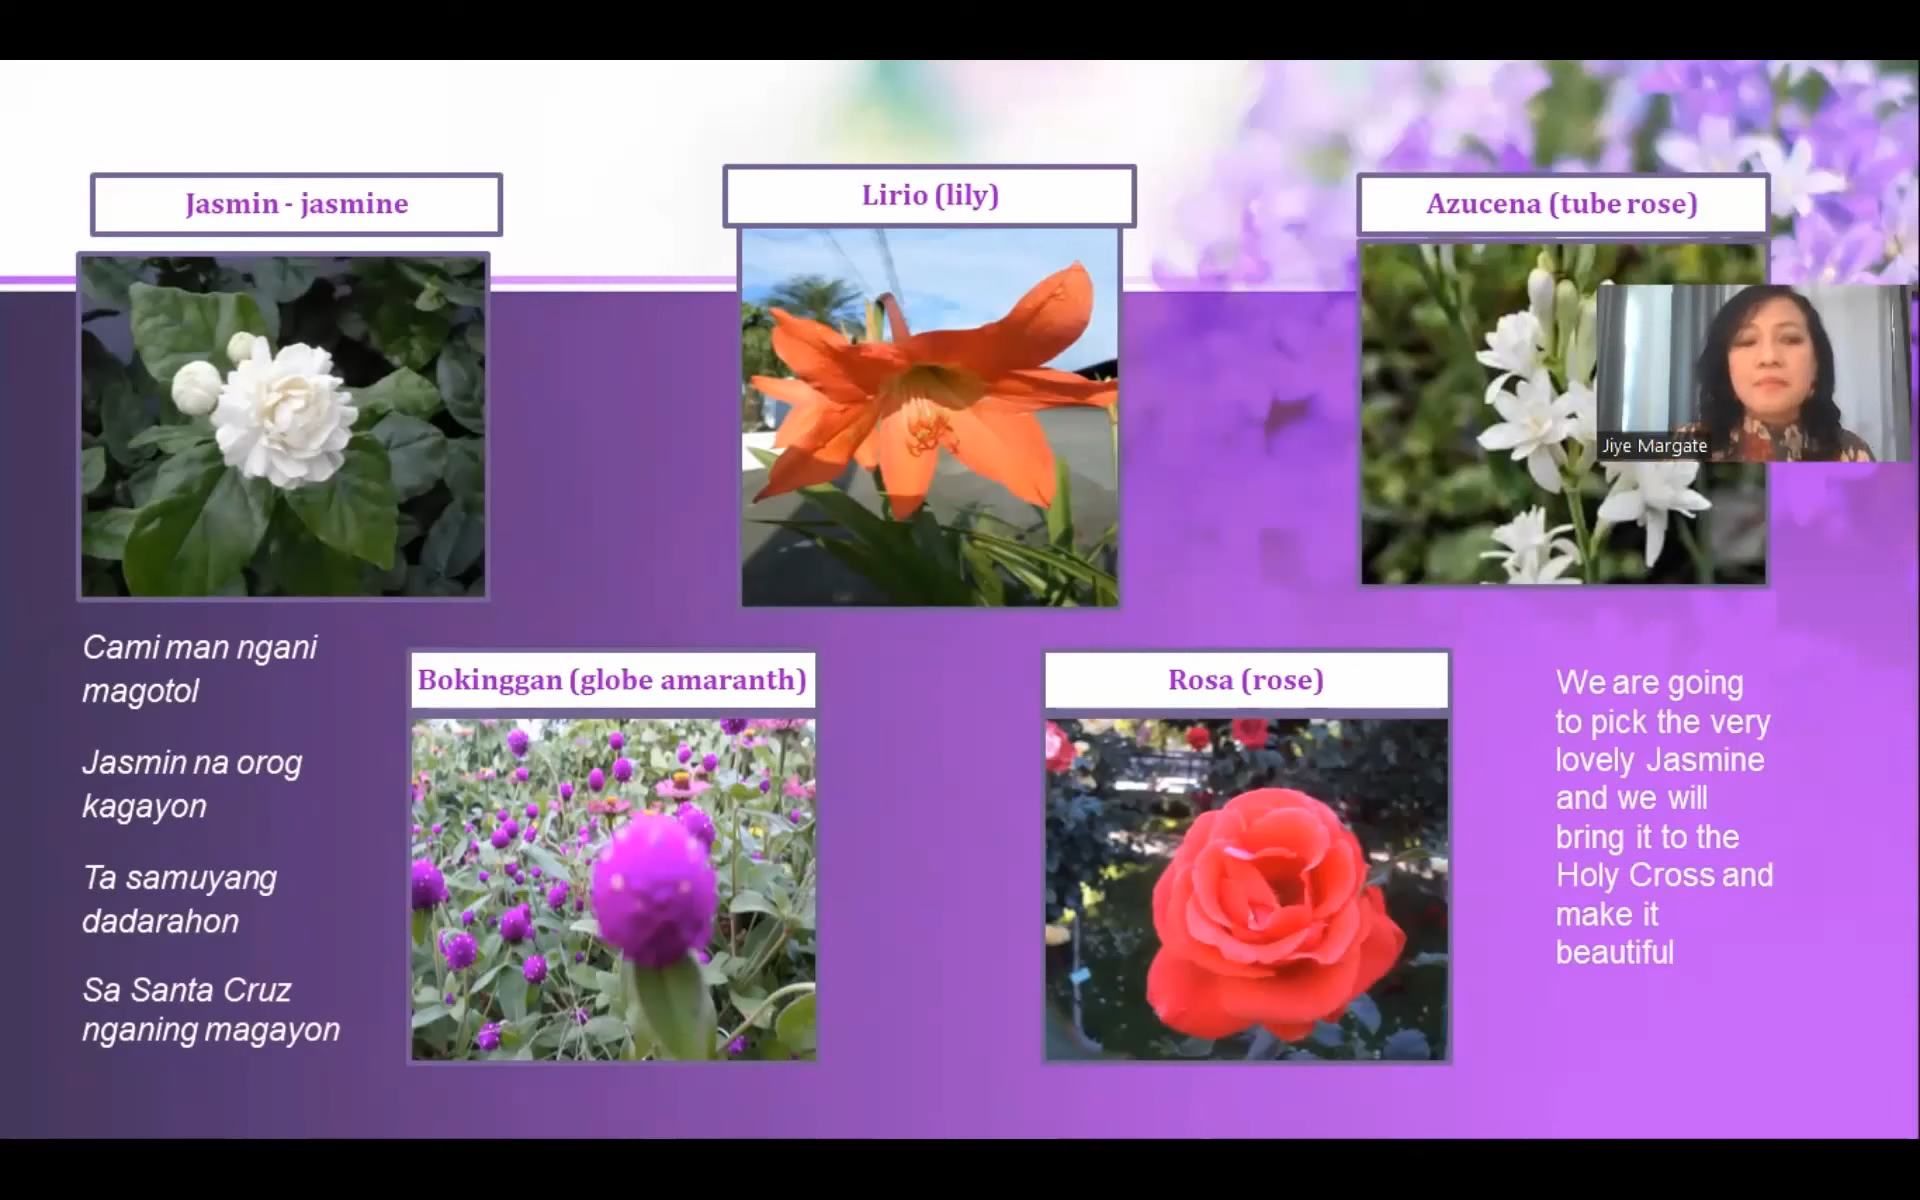 Jasmin - jasmine
Lirio (lily)
Azucena (tube rose)
Jiye Margate
Cami man ngani
magotol
Jasmin na orog
kagayon
Ta samuyang
dadarahon
Sa Santa Cruz
nganing magayon
Bokinggan (globe amaranth)
Rosa (rose)
We are going
to pick the very
lovely Jasmine
and we will
bring it to the
Holy Cross and
make it
beautiful